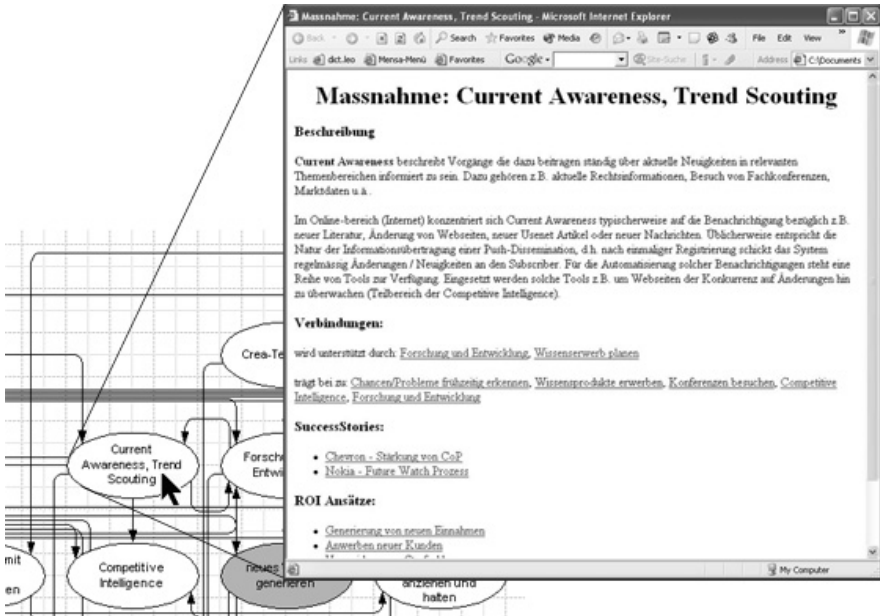 Massnahme: Current Awareness, Trend Scouting - Microsoft Internet Explorer
Back Search Favorites Media File Edit View »
Links dct.leo Mensa-Menü Favorites Google Site-Suche Address C:\Documents
Massnahme: Current Awareness, Trend Scouting
Beschreibung
Current Awareness beschreibt Vorgänge die dazu beitragen ständig über aktuelle Neuigkeiten in relevanten
Themenbereichen informiert zu sein. Dazu gehören z.B. aktuelle Rechtsinformationen, Besuch von Fachkonferenzen,
Marktdaten u.ä..
Im Online-bereich (Internet) konzentriert sich Current Awareness typischerweise auf die Benachrichtigung bezüglich z.B.
neuer Literatur, Änderung von Webseiten, neuer Usenet Artikel oder neuer Nachrichten. Üblicherweise entspricht die
Natur der Informationsübertragung einer Push-Dissemination, d.h. nach einmaliger Registrierung schickt das System
regelmässig Änderungen / Neuigkeiten an den Subscriber. Für die Automatisierung solcher Benachrichtigungen steht eine
Reihe von Tools zur Verfügung. Eingesetzt werden solche Tools z.B. um Webseiten der Konkurrenz auf Änderungen hin
zu überwachen (Teilbereich der Competitive Intelligence).
Verbindungen:
wird unterstützt durch: Forschung und Entwicklung, Wissenserwerb planen
trägt bei zu: Chancen/Probleme frühzeitig erkennen, Wissensprodukte erwerben, Konferenzen besuchen, Competitive
Intelligence, Forschung und Entwicklung
SuccessStories:
Chevron - Stärkung von CoP
Nokia - Future Watch Prozess
ROI Ansätze:
Generierung von neuen Einnahmen
Anwerben neuer Kunden
My Computer
Crea-Te
Current
Awareness, Trend
Scouting
Forsch
Entwi
mit
en
Competitive
Intelligence
neues
generieren
anziehen und
halten